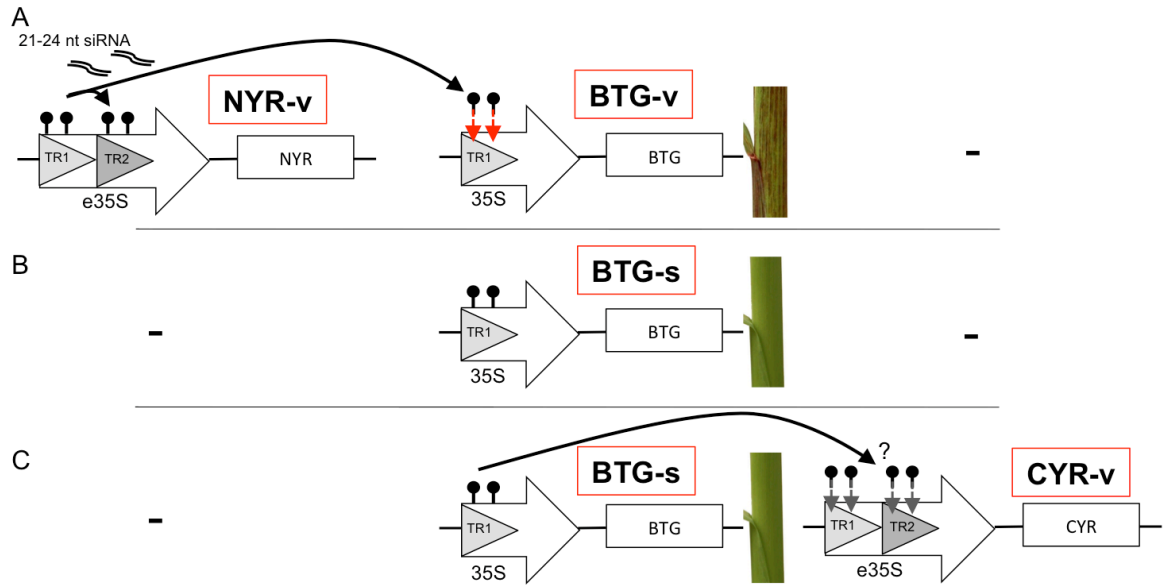 A
21-24 nt siRNA
NYR-v
BTG-v
TR1 TR2 NYR TR1 BTG -
e35S 35S
B
BTG-s
- TR1 BTG -
35S
C
BTG-s ? CYR-v
- TR1 BTG TR1 TR2 CYR
35S e35S